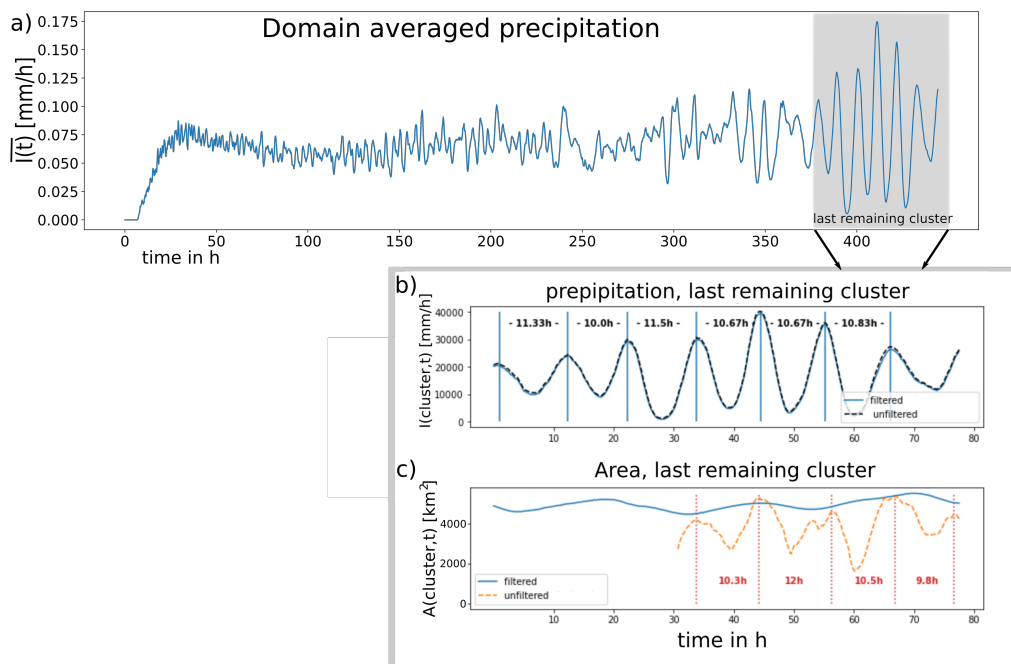 a)
Domain averaged precipitation
I(t) [mm/h]
0.175
0.150
0.125
0.100
0.075
0.050
0.025
0.000
last remaining cluster
0 50 100 150 200 250 300 350 400
time in h
b)
prepipitation, last remaining cluster
I(cluster,t) [mm/h]
40000
30000
20000
10000
0
- 11.33h - - 10.0h - - 11.5h - - 10.67h - - 10.67h - - 10.83h -
filtered
unfiltered
10 20 30 40 50 60 70 80
c)
Area, last remaining cluster
A(cluster,t) [km²]
4000
2000
0
10.3h 12h 10.5h 9.8h
filtered
unfiltered
10 20 30 40 50 60 70 80
time in h